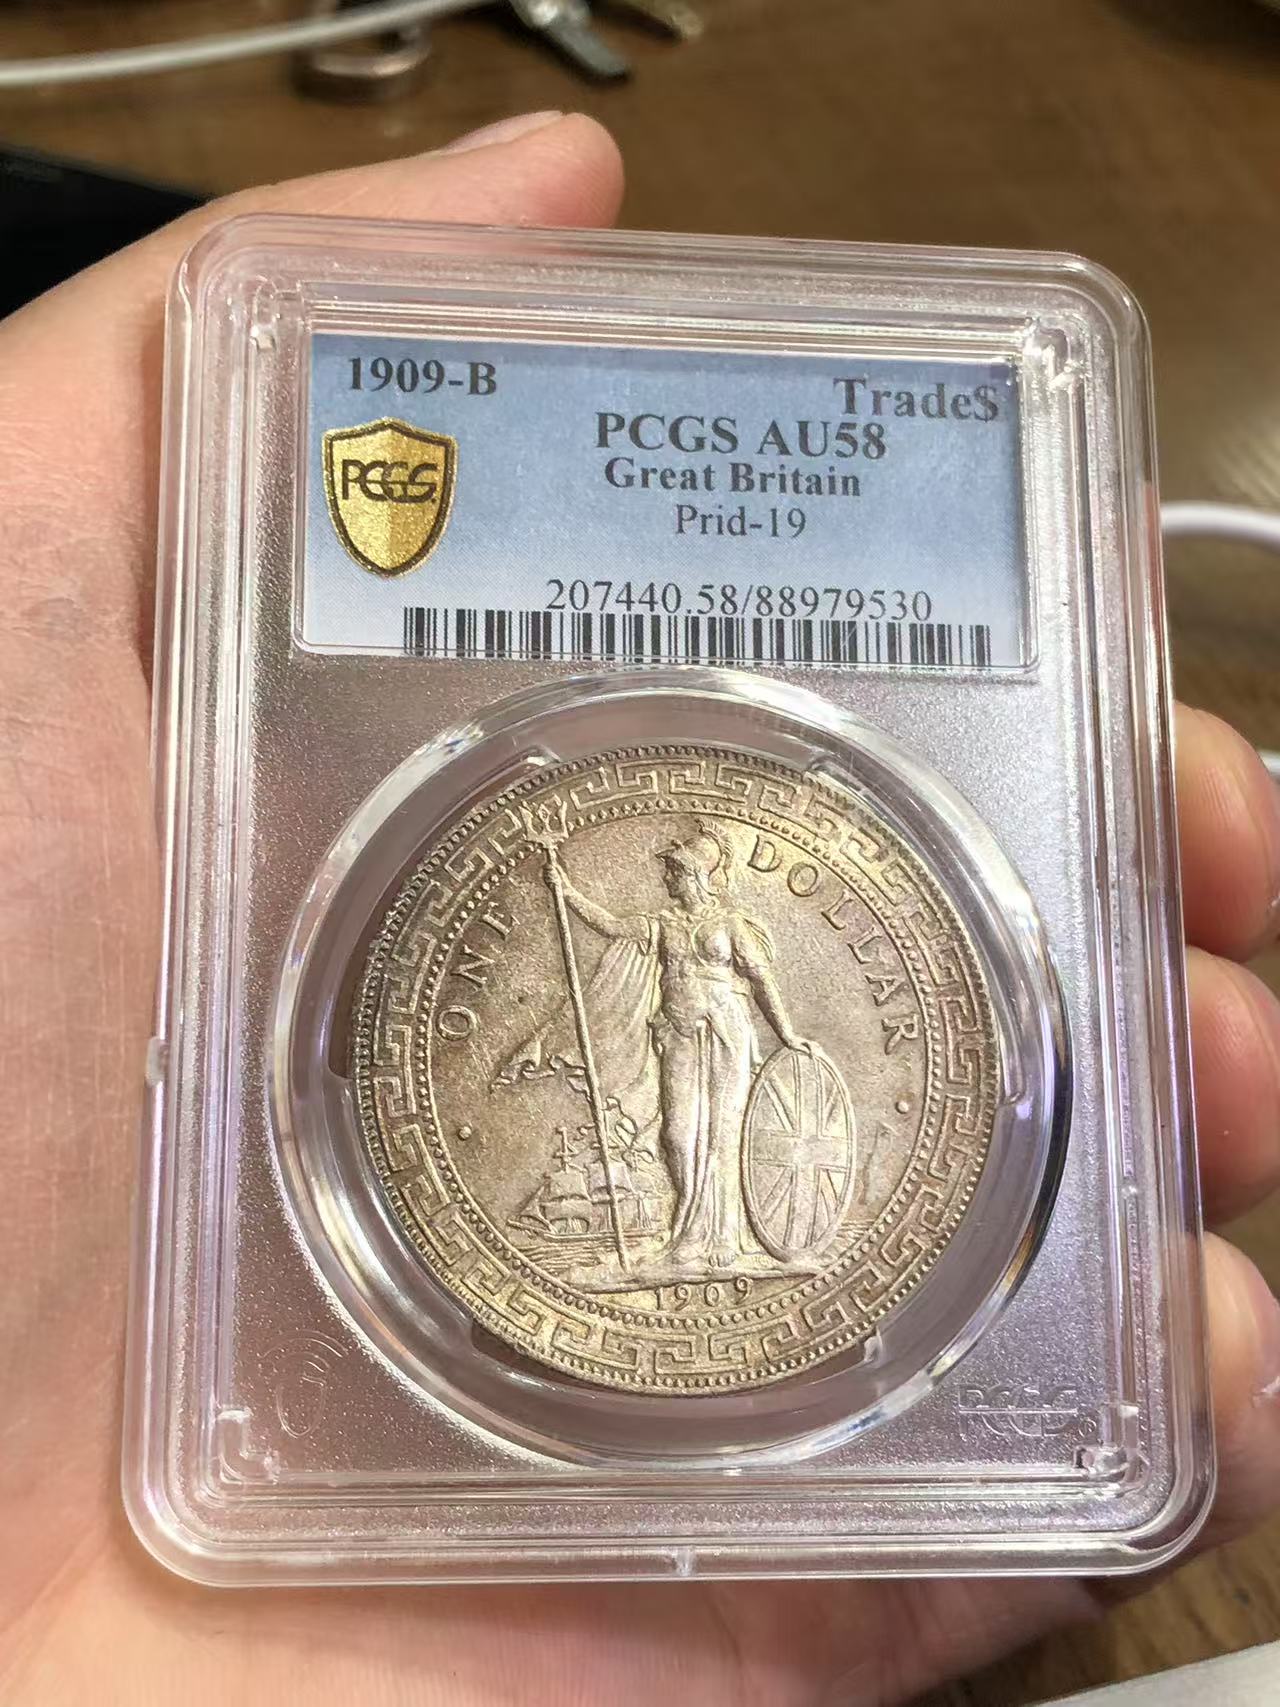 1909-B
Trade$
PCGS AU58
Great Britain
PCGS
Prid-19
207440.58/88979530
ONE DOLLAR
1909
PCGS